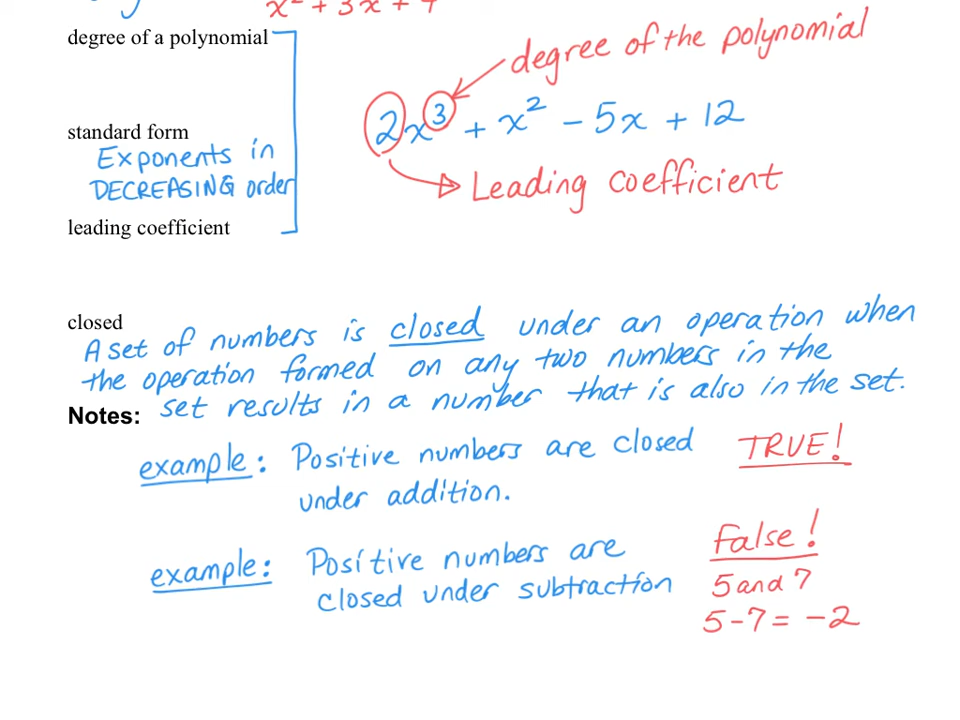 x² + 3x +
degree of a polynomial
degree of the polynomial
2x³ + x² - 5x + 12
standard form
Exponents in
DECREASING order
Leading coefficient
leading coefficient
closed
A set of numbers is closed under an operation when
the operation formed on any two numbers in the
set results in a number that is also in the set.
Notes:
example: Positive numbers are closed TRUE!
under addition.
example: Positive numbers are False!
closed under subtraction 5 and 7
5-7 = -2